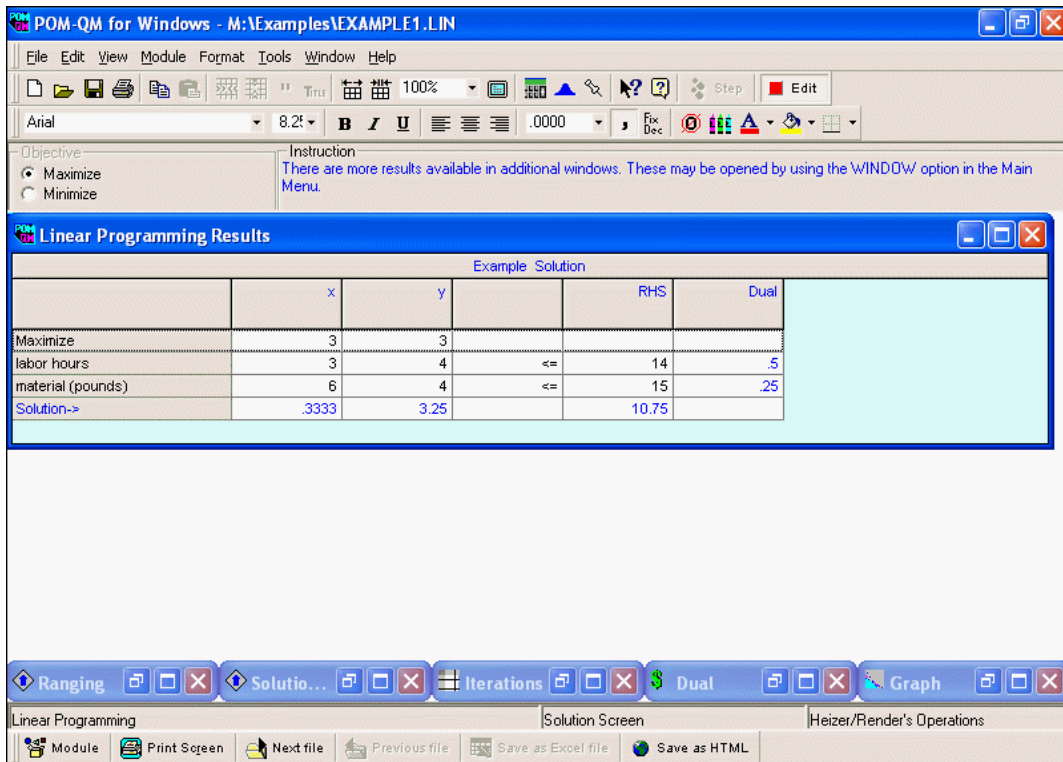 POM-QM for Windows - M:\Examples\EXAMPLE1.LIN
File Edit View Module Format Tools Window Help
TITLE 100% Step Edit
Arial 8.2 B I U .0000 , Fix Dec A
Objective
Maximize
Minimize
Instruction
There are more results available in additional windows. These may be opened by using the WINDOW option in the Main
Menu.
Linear Programming Results
Example Solution
x y RHS Dual
Maximize 3 3
labor hours 3 4 <= 14 .5
material (pounds) 6 4 <= 15 .25
Solution-> .3333 3.25 10.75
Ranging Solutio... Iterations Dual Graph
Linear Programming Solution Screen Heizer/Render's Operations
Module Print Screen Next file Previous file Save as Excel file Save as HTML